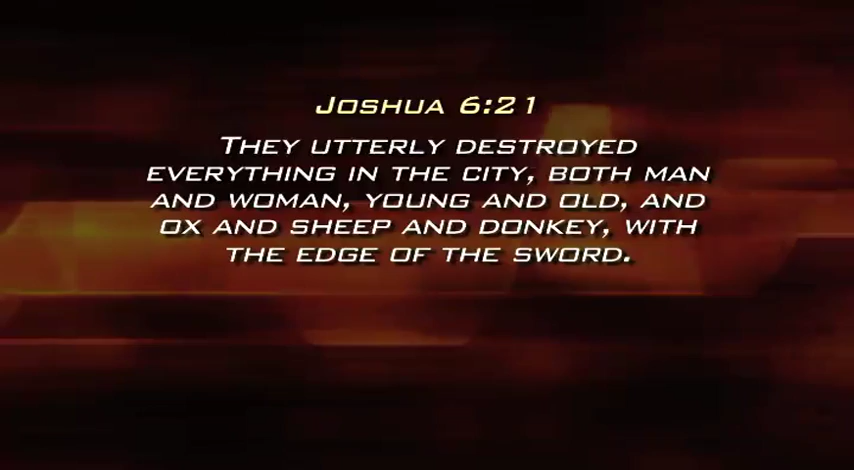 Joshua 6:21
They utterly destroyed
everything in the city, both man
and woman, young and old, and
ox and sheep and donkey, with
the edge of the sword.